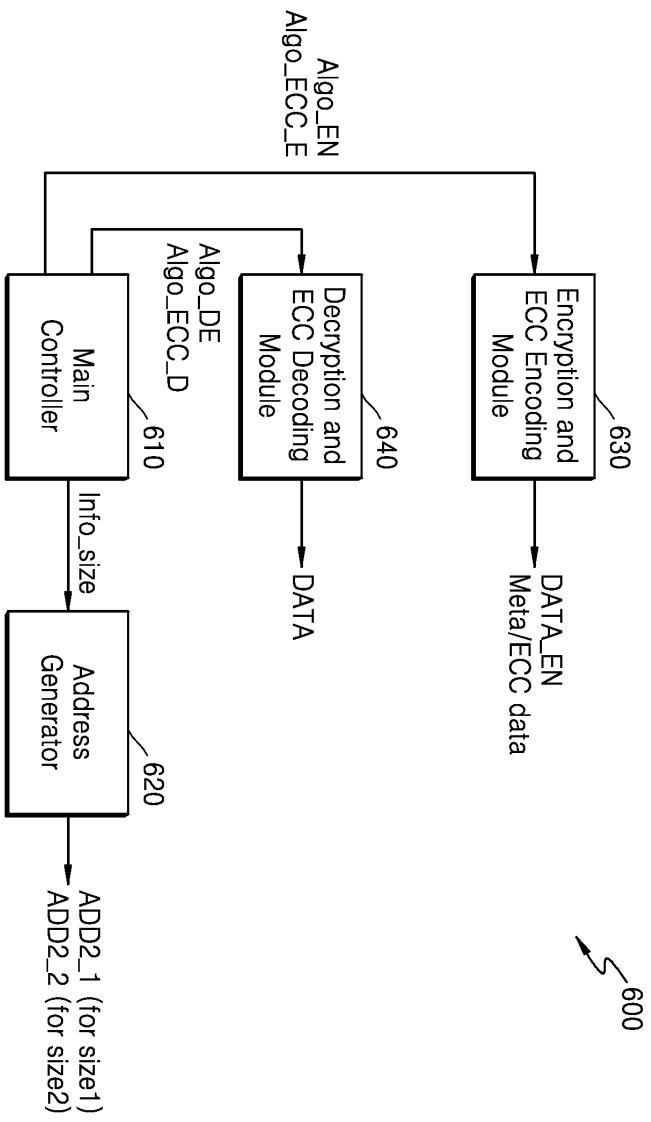 600
630
Encryption and
ECC Encoding
Module
DATA_EN
Meta/ECC data
640
Decryption and
ECC Decoding
Module
DATA
Algo_EN
Algo_ECC_E
Algo_DE
Algo_ECC_D
610
Main
Controller
Info_size
620
Address
Generator
ADD2_1 (for size1)
ADD2_2 (for size2)